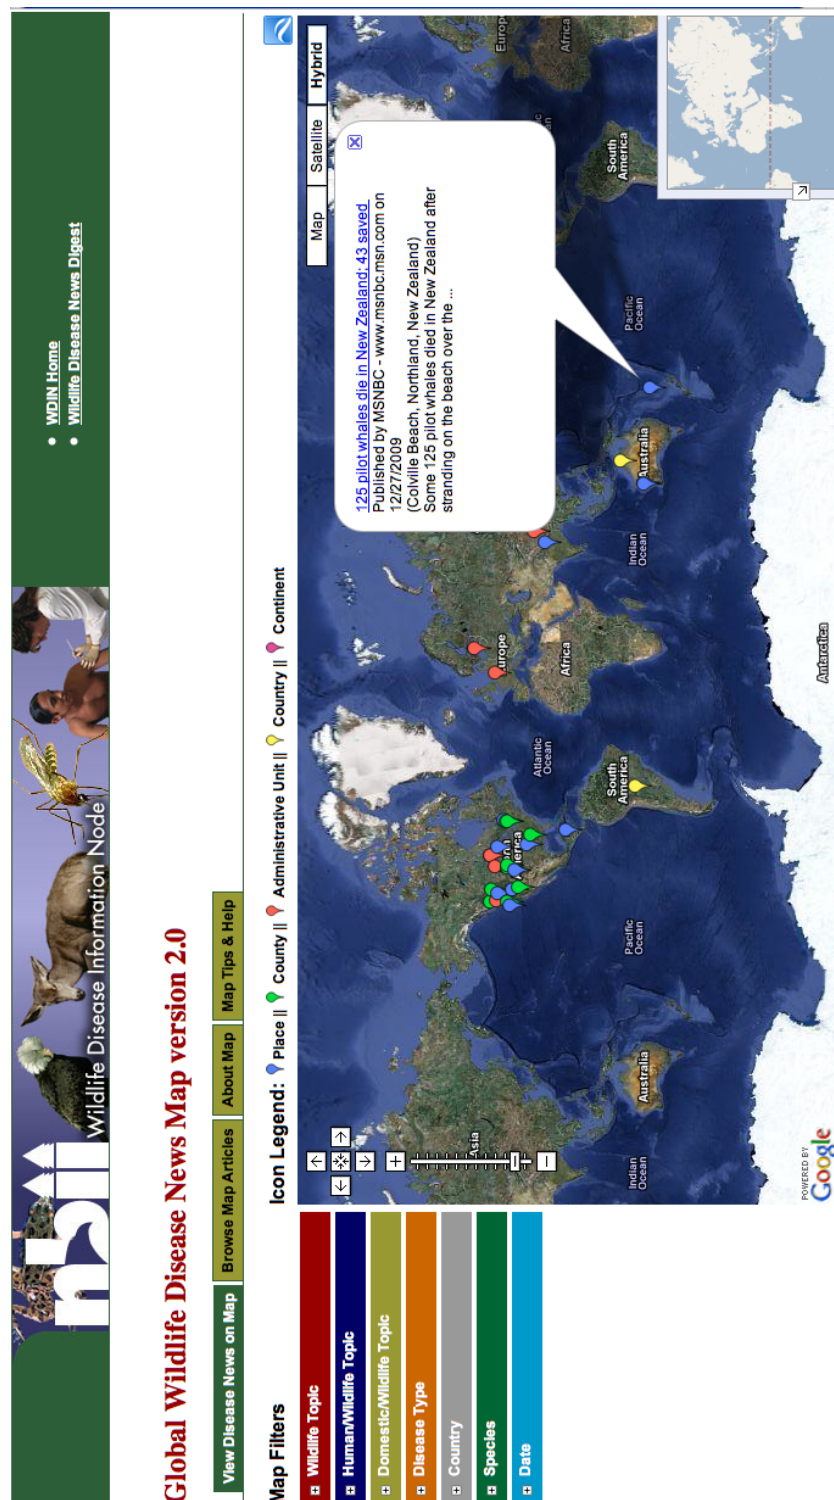 nbii
Wildlife Disease Information Node
WDIN Home
Wildlife Disease News Digest
Global Wildlife Disease News Map version 2.0
View Disease News on Map
Browse Map Articles
About Map
Map Tips & Help
Map Filters
Wildlife Topic
Human/Wildlife Topic
Domestic/Wildlife Topic
Disease Type
Country
Species
Date
Icon Legend: Place || County || Administrative Unit || Country || Continent
Map
Satellite
Hybrid
125 pilot whales die in New Zealand; 43 saved
Published by MSNBC - www.msnbc.msn.com on
12/27/2009
(Colville Beach, Northland, New Zealand)
Some 125 pilot whales died in New Zealand after
stranding on the beach over the ...
Asia
Europe
Africa
Atlantic
Ocean
South
America
Pacific
Ocean
Indian
Ocean
Australia
Pacific
Ocean
South
America
Africa
Indian
Ocean
Australia
Antarctica
POWERED BY
Google